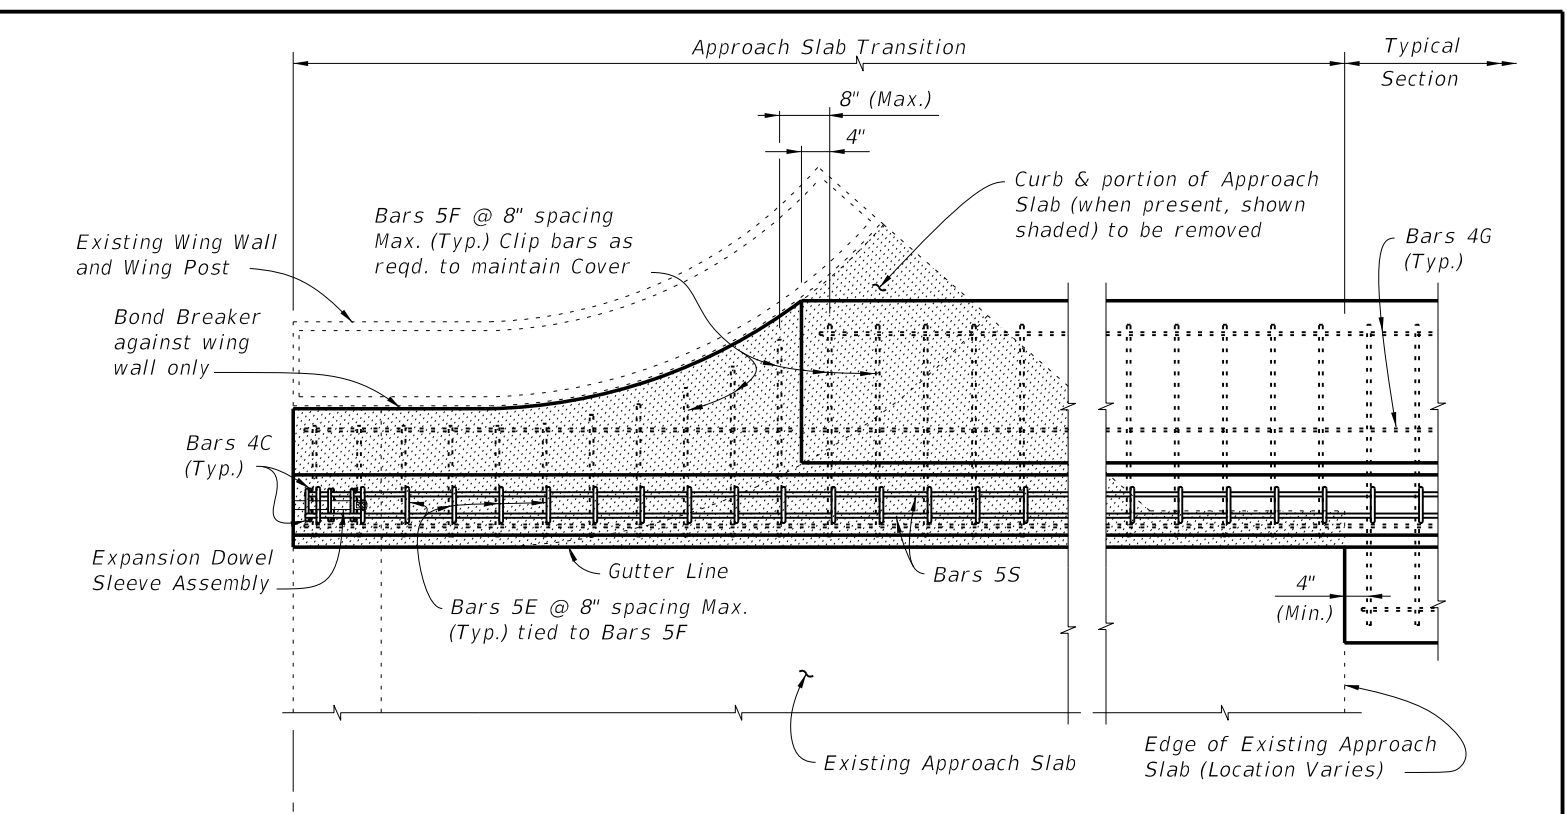 Approach Slab Transition
Typical
Section
8" (Max.)
4"
Curb & portion of Approach
Slab (when present, shown
shaded) to be removed
Bars 5F @ 8" spacing
Max. (Typ.) Clip bars as
reqd. to maintain Cover
Bars 4G
(Typ.)
Existing Wing Wall
and Wing Post
Bond Breaker
against wing
wall only
Bars 4C
(Typ.)
Expansion Dowel
Sleeve Assembly
Gutter Line
Bars 5S
Bars 5E @ 8" spacing Max.
(Typ.) tied to Bars 5F
4"
(Min.)
Existing Approach Slab
Edge of Existing Approach
Slab (Location Varies)